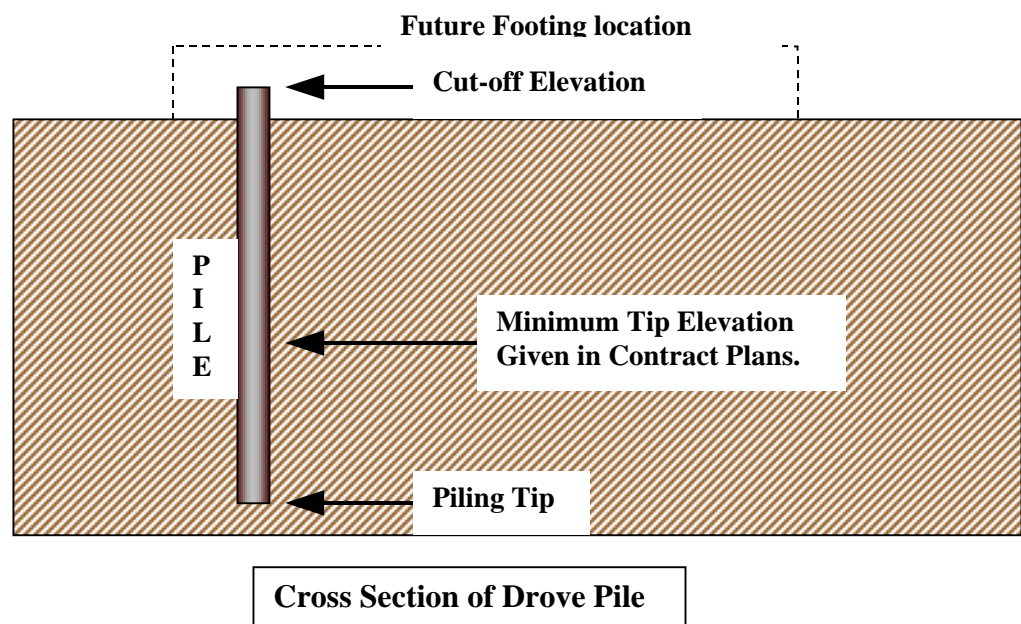 Future Footing location
Cut-off Elevation
P
I
L
E
Minimum Tip Elevation
Given in Contract Plans.
Piling Tip
Cross Section of Drove Pile